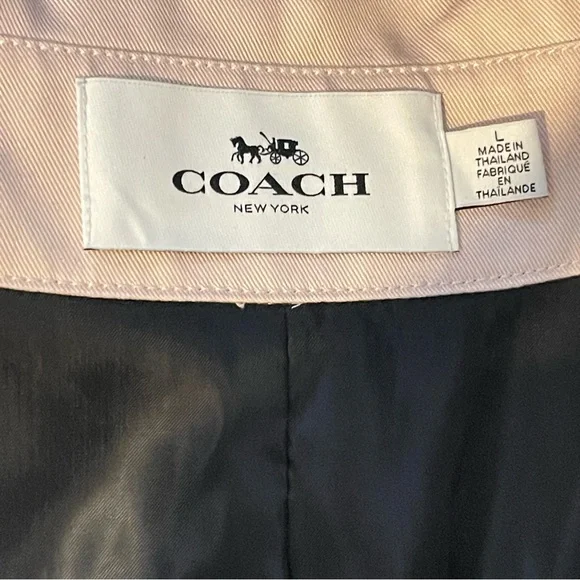 COACH
NEW YORK
L
MADE IN
THAILAND
FABRIQUÉ
EN
THAÏLANDE